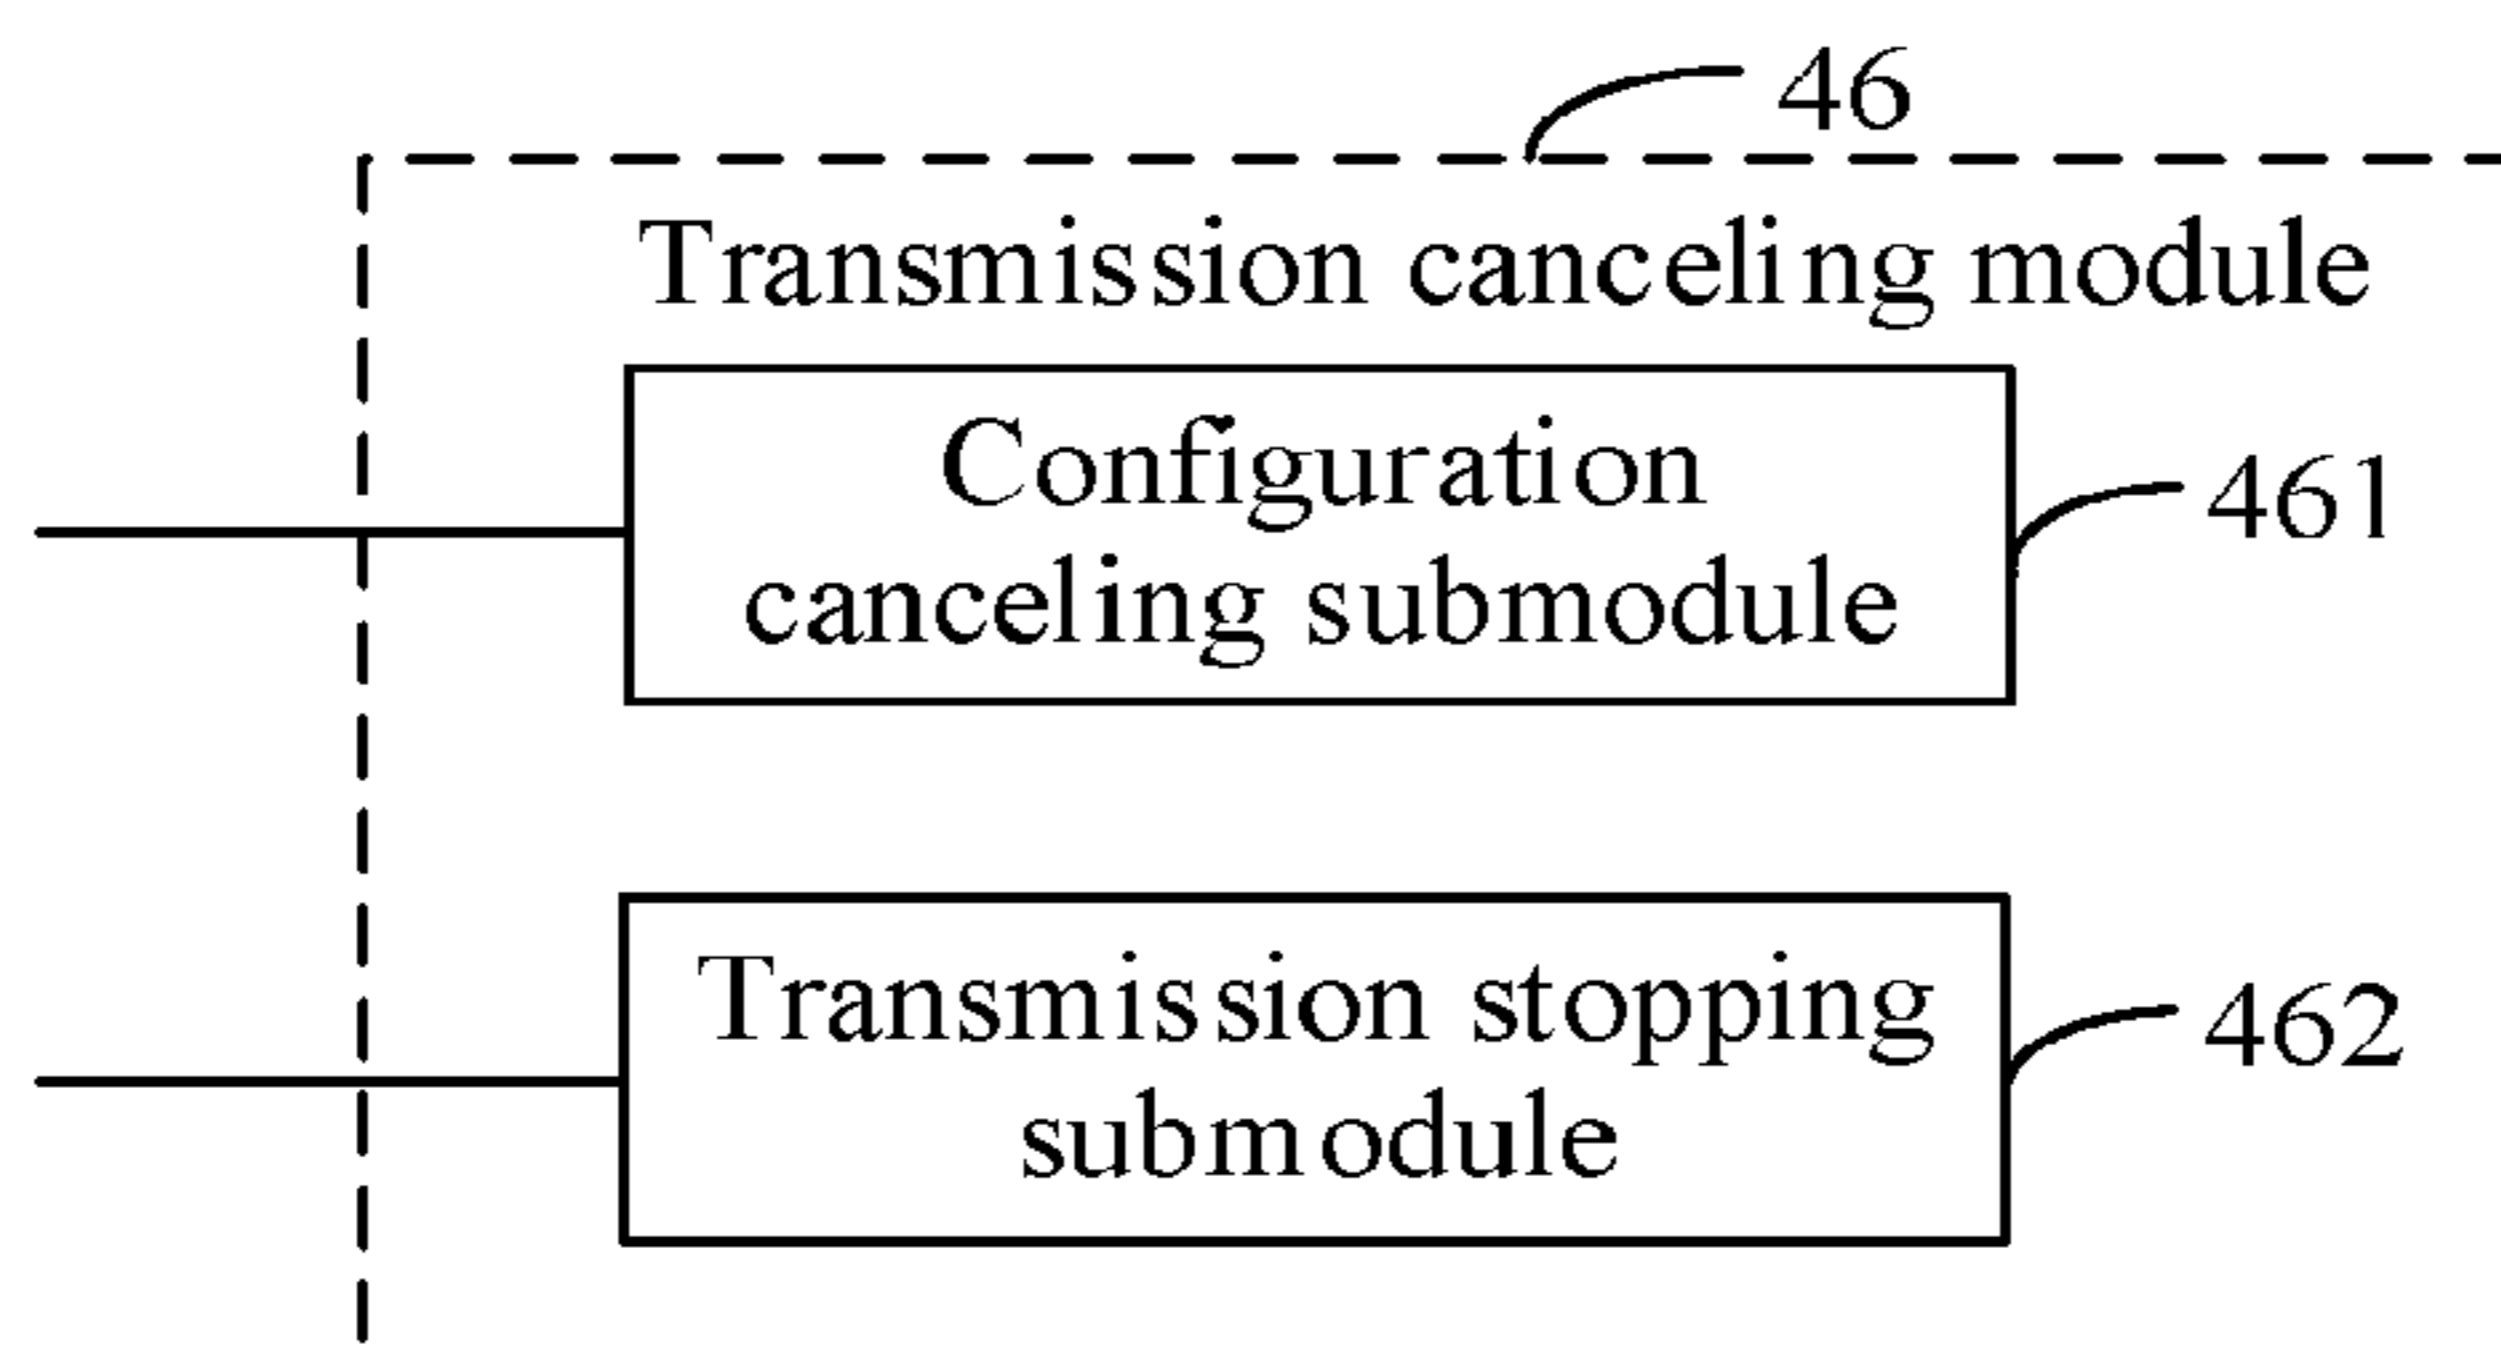 46
Transmission canceling module
Configuration
canceling submodule
461
Transmission stopping
submodule
462